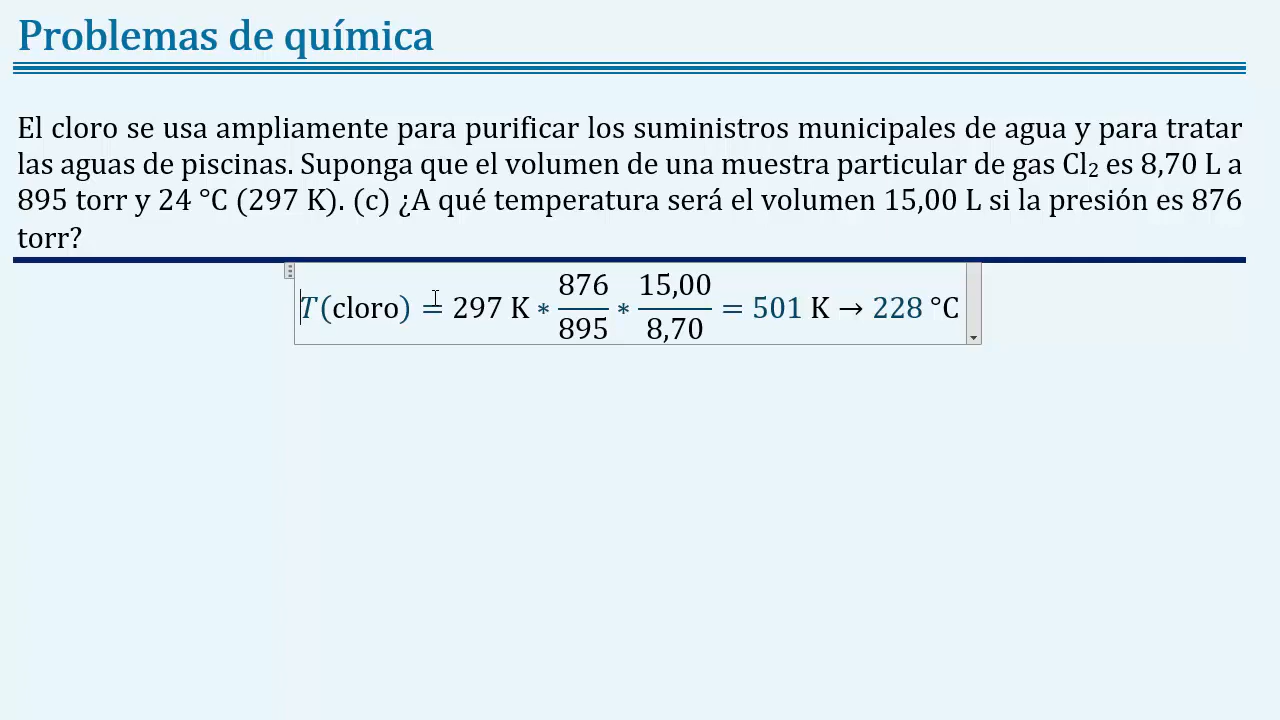 Problemas de química
El cloro se usa ampliamente para purificar los suministros municipales de agua y para tratar
las aguas de piscinas. Suponga que el volumen de una muestra particular de gas Cl₂ es 8,70 L a
895 torr y 24 °C (297 K). (c) ¿A qué temperatura será el volumen 15,00 L si la presión es 876
torr?
T(cloro) = 297 K * 876/895 * 15,00/8,70 = 501 K → 228 °C